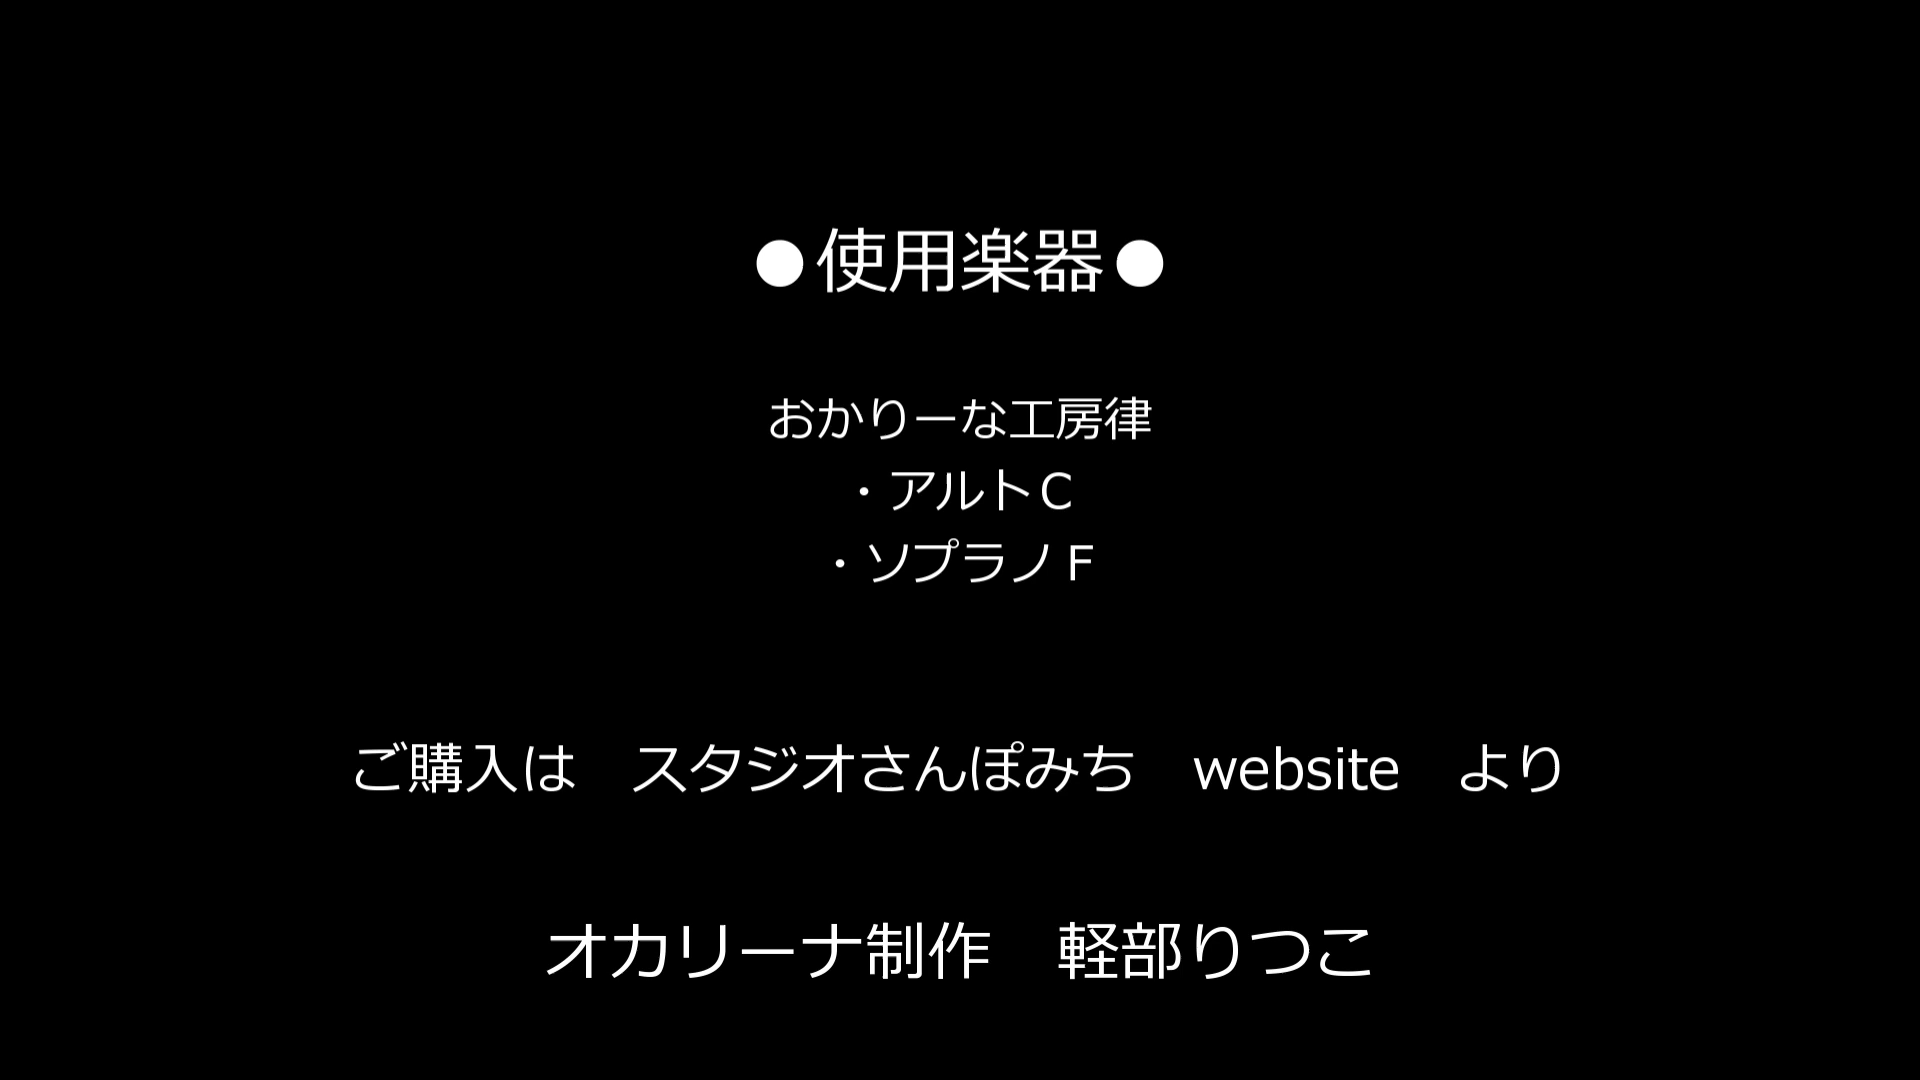 ●使用楽器●
おかりーな工房律
・アルトC
・ソプラノF
ご購入は　スタジオさんぽみち　website　より
オカリーナ制作　軽部りつこ